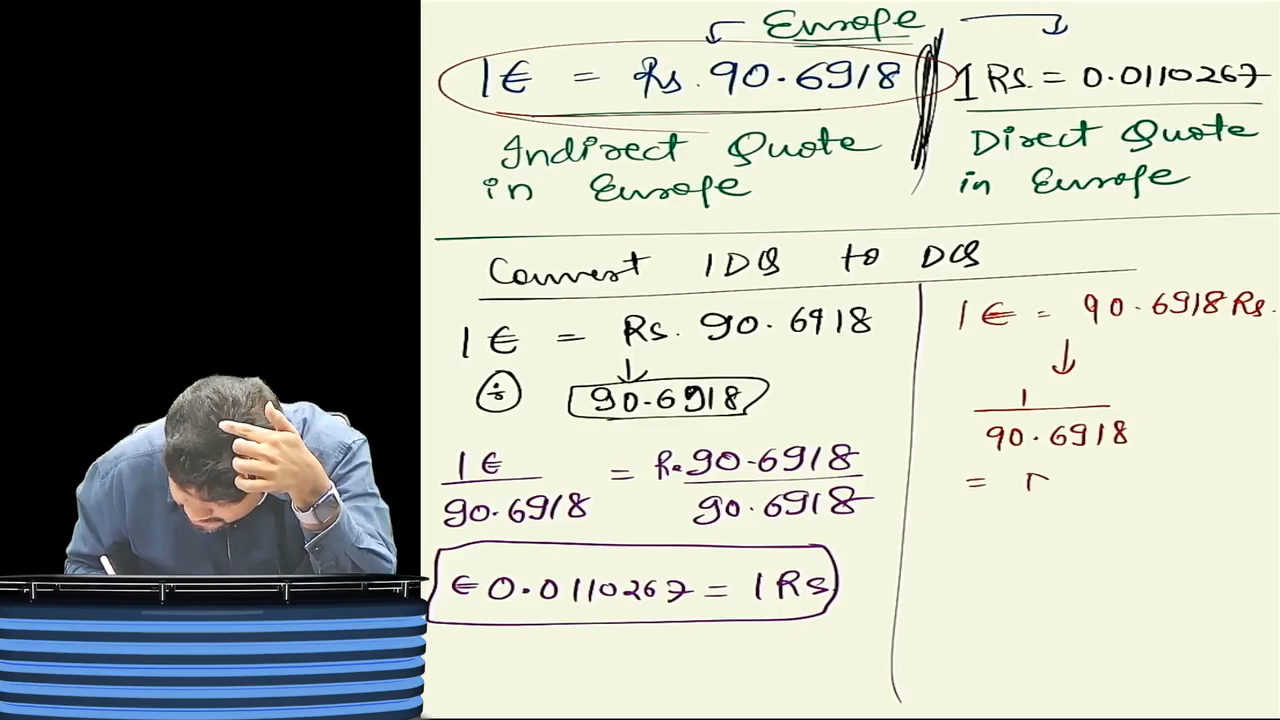 Europe
1€ = Rs. 90.6918
1 Rs. = 0.0110267
Indirect Quote
in Europe
Direct Quote
in Europe
Convert IDQ to DQ
1€ = Rs. 90.6918
÷ 90.6918
1€ / 90.6918 = Rs 90.6918 / 90.6918
€0.0110267 = 1Rs
1€ = 90.6918Rs.
1
90.6918
=